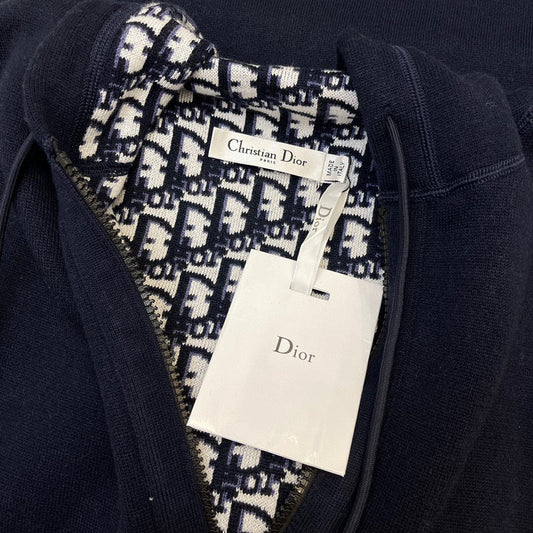 Christian Dior
PARIS
MADE
IN
ITALY
Dior
Dior